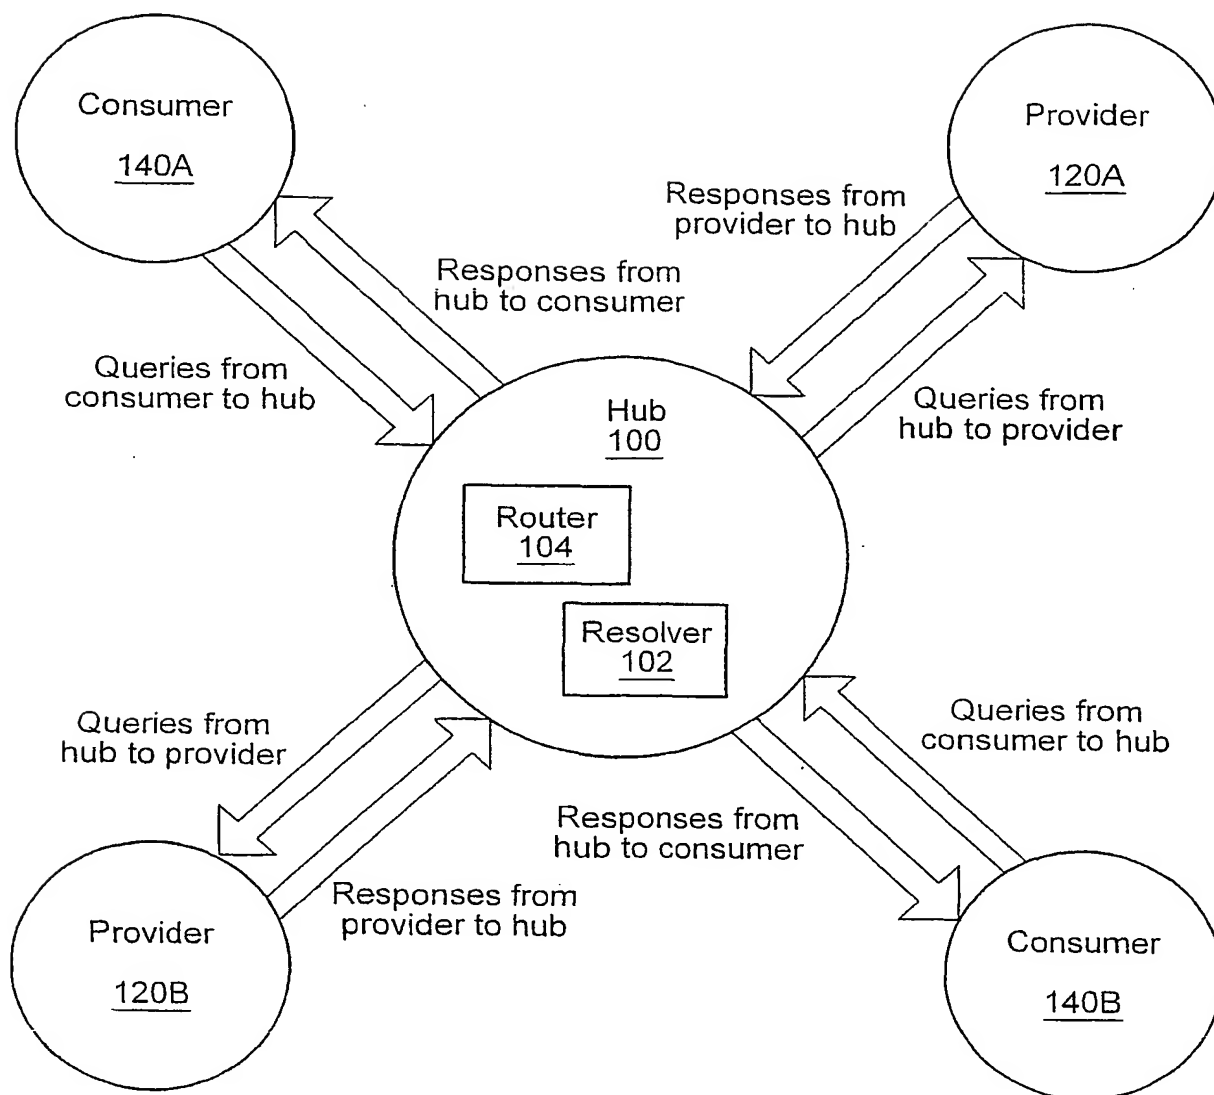 Consumer
140A
Provider
120A
Responses from
provider to hub
Responses from
hub to consumer
Queries from
consumer to hub
Queries from
hub to provider
Hub
100
Router
104
Resolver
102
Queries from
hub to provider
Queries from
consumer to hub
Responses from
hub to consumer
Responses from
provider to hub
Provider
120B
Consumer
140B